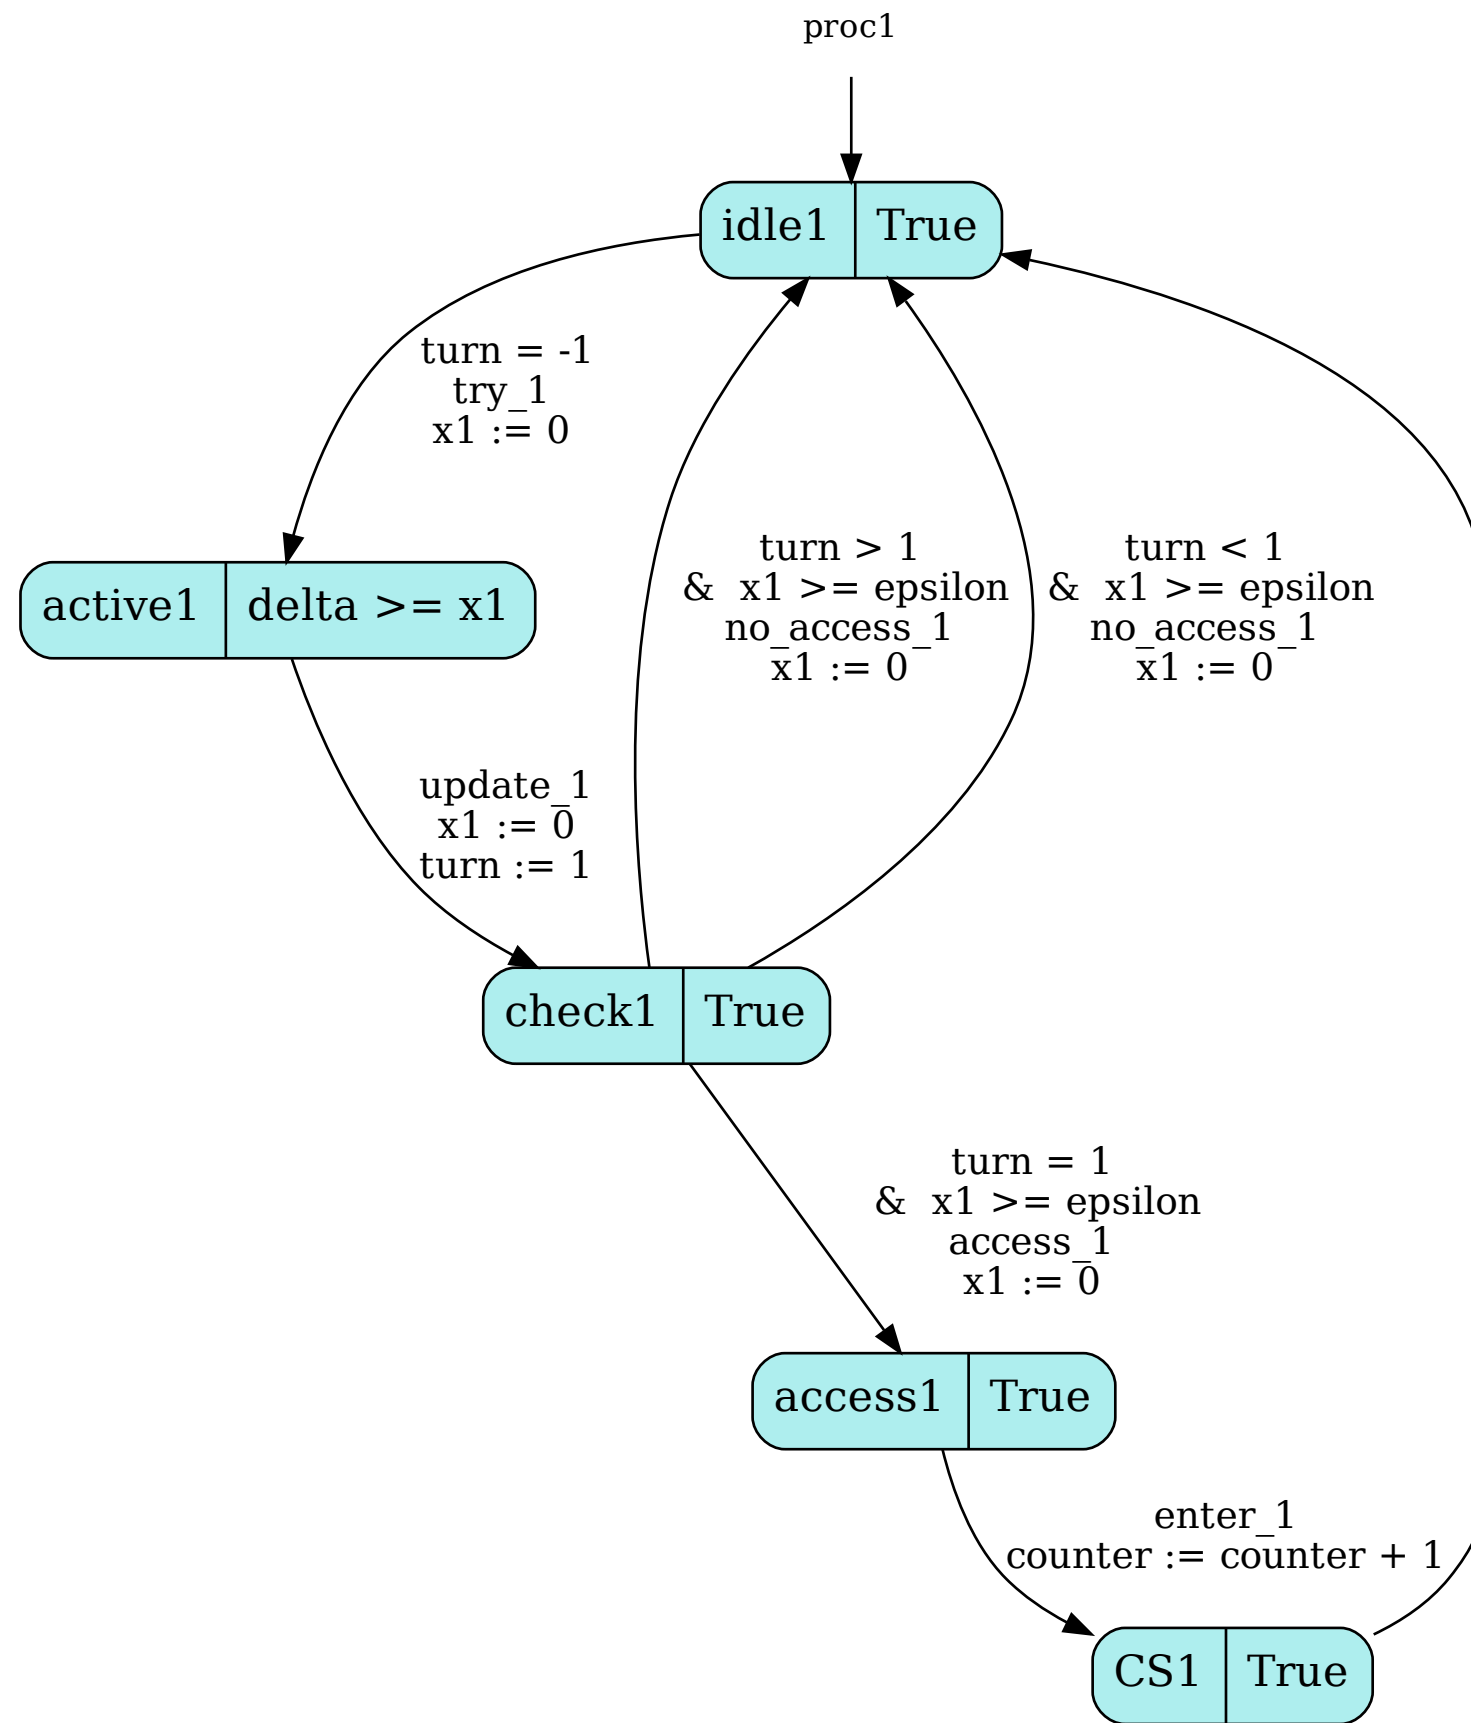 proc1
idle1 True
turn = -1
try_1
x1 := 0
turn > 1
& x1 >= epsilon
no_access_1
x1 := 0
turn < 1
& x1 >= epsilon
no_access_1
x1 := 0
active1 delta >= x1
update_1
x1 := 0
turn := 1
check1 True
turn = 1
& x1 >= epsilon
access_1
x1 := 0
access1 True
enter_1
counter := counter + 1
CS1 True